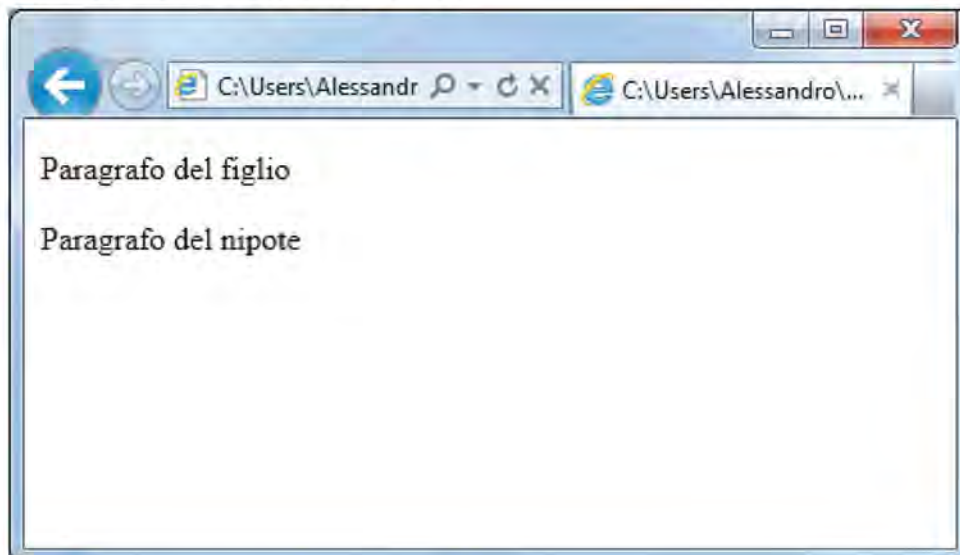 C:\Users\Alessandr
C:\Users\Alessandro\...
Paragrafo del figlio
Paragrafo del nipote